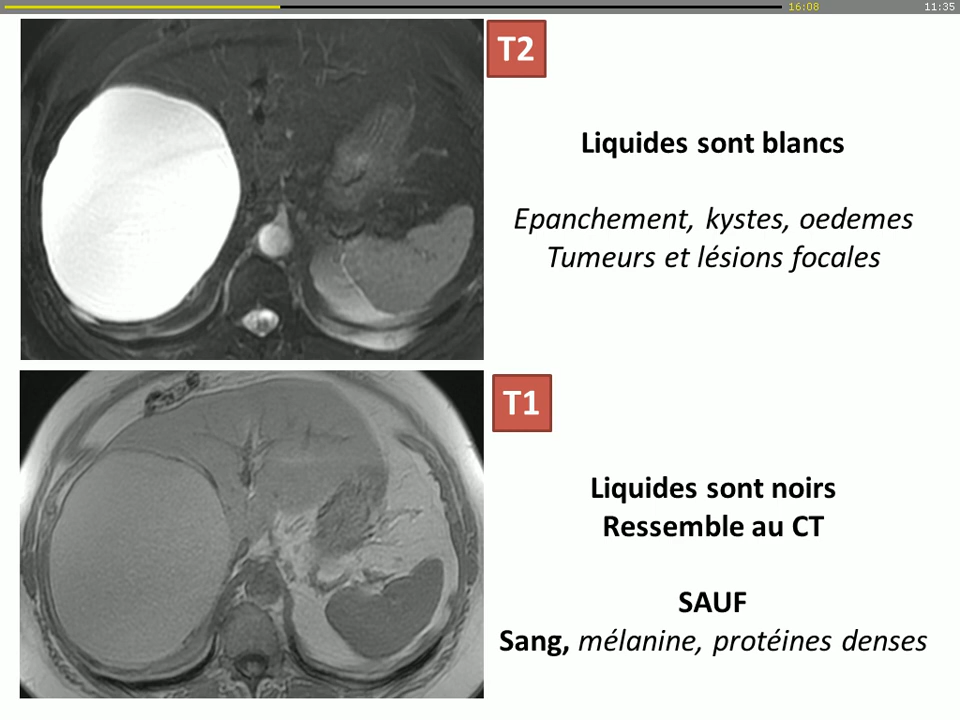 16:08
11:35
T2
Liquides sont blancs
Epanchement, kystes, oedemes
Tumeurs et lésions focales
T1
Liquides sont noirs
Ressemble au CT
SAUF
Sang, mélanine, protéines denses